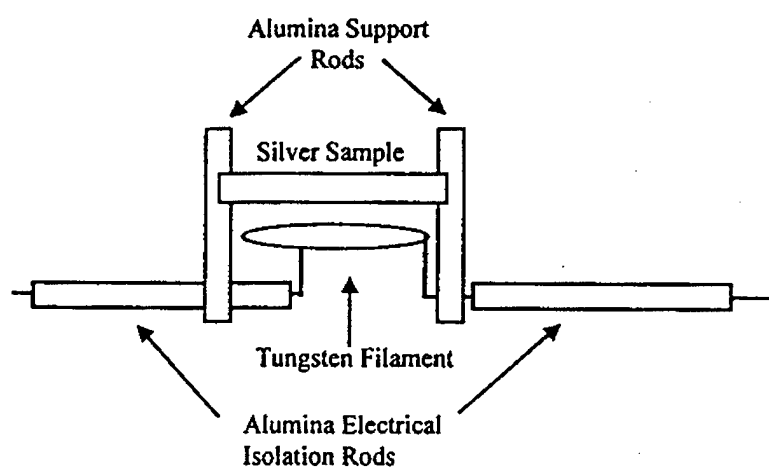 Alumina Support
Rods
Silver Sample
Tungsten Filament
Alumina Electrical
Isolation Rods